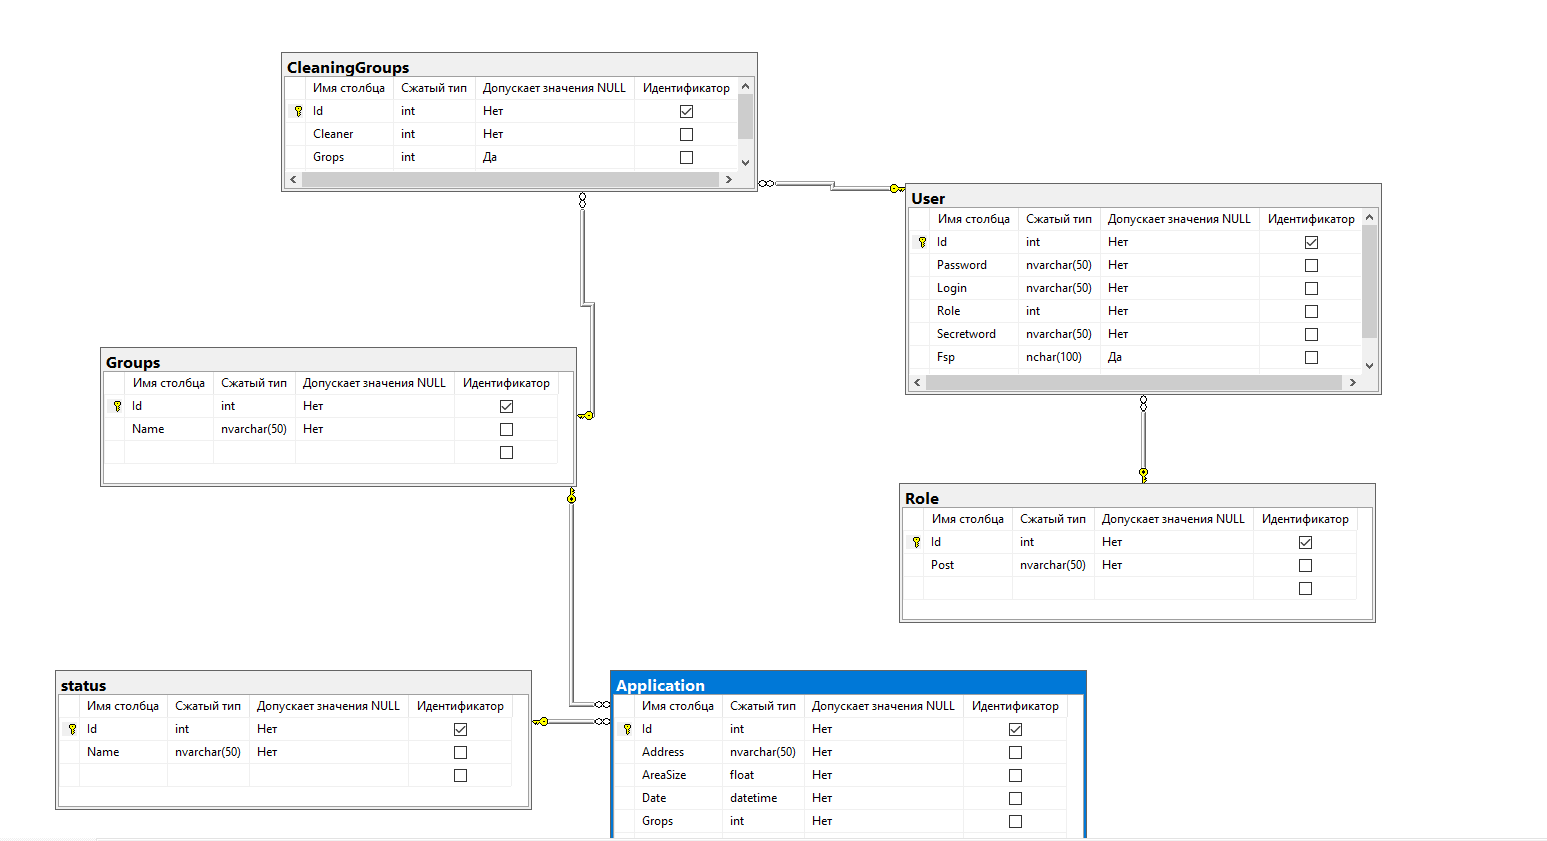 CleaningGroups
Имя столбца Сжатый тип Допускает значения NULL Идентификатор
Id int Нет
Cleaner int Нет
Grops int Да
User
Имя столбца Сжатый тип Допускает значения NULL Идентификатор
Id int Нет
Password nvarchar(50) Нет
Login nvarchar(50) Нет
Role int Нет
Secretword nvarchar(50) Нет
Fsp nchar(100) Да
Groups
Имя столбца Сжатый тип Допускает значения NULL Идентификатор
Id int Нет
Name nvarchar(50) Нет
Role
Имя столбца Сжатый тип Допускает значения NULL Идентификатор
Id int Нет
Post nvarchar(50) Нет
status
Имя столбца Сжатый тип Допускает значения NULL Идентификатор
Id int Нет
Name nvarchar(50) Нет
Application
Имя столбца Сжатый тип Допускает значения NULL Идентификатор
Id int Нет
Address nvarchar(50) Нет
AreaSize float Нет
Date datetime Нет
Grops int Нет